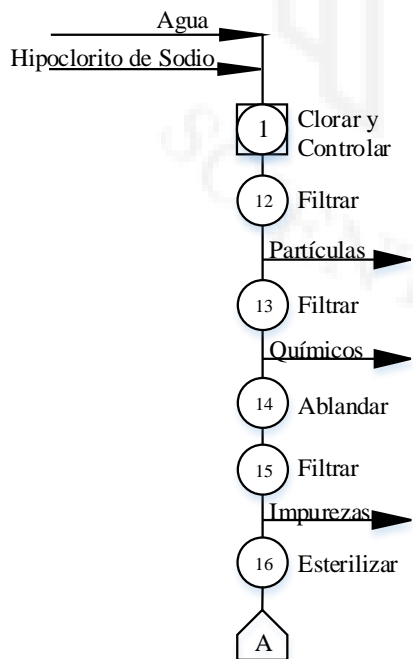 Agua
Hipoclorito de Sodio
1
Clorar y
Controlar
12
Filtrar
Partículas
13
Filtrar
Químicos
14
Ablandar
15
Filtrar
Impurezas
16
Esterilizar
A